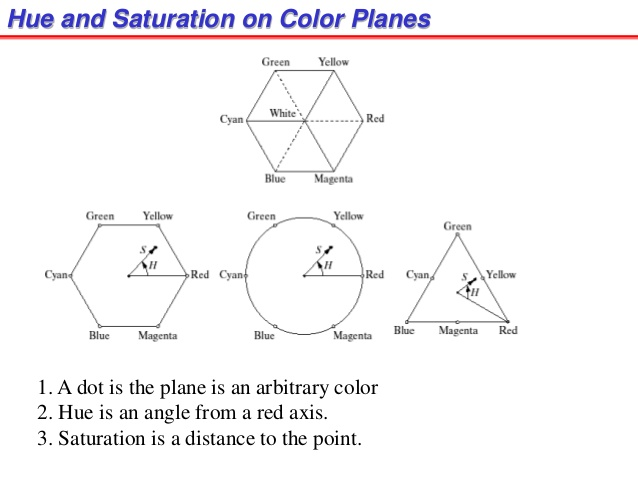 Hue and Saturation on Color Planes
Green Yellow
Cyan White Red
Blue Magenta
Green Yellow
S
H
Cyan Red
Blue Magenta
Green Yellow
S
H
Cyan Red
Blue Magenta
Green
Cyan S Yellow
H
Blue Magenta Red
1. A dot is the plane is an arbitrary color
2. Hue is an angle from a red axis.
3. Saturation is a distance to the point.